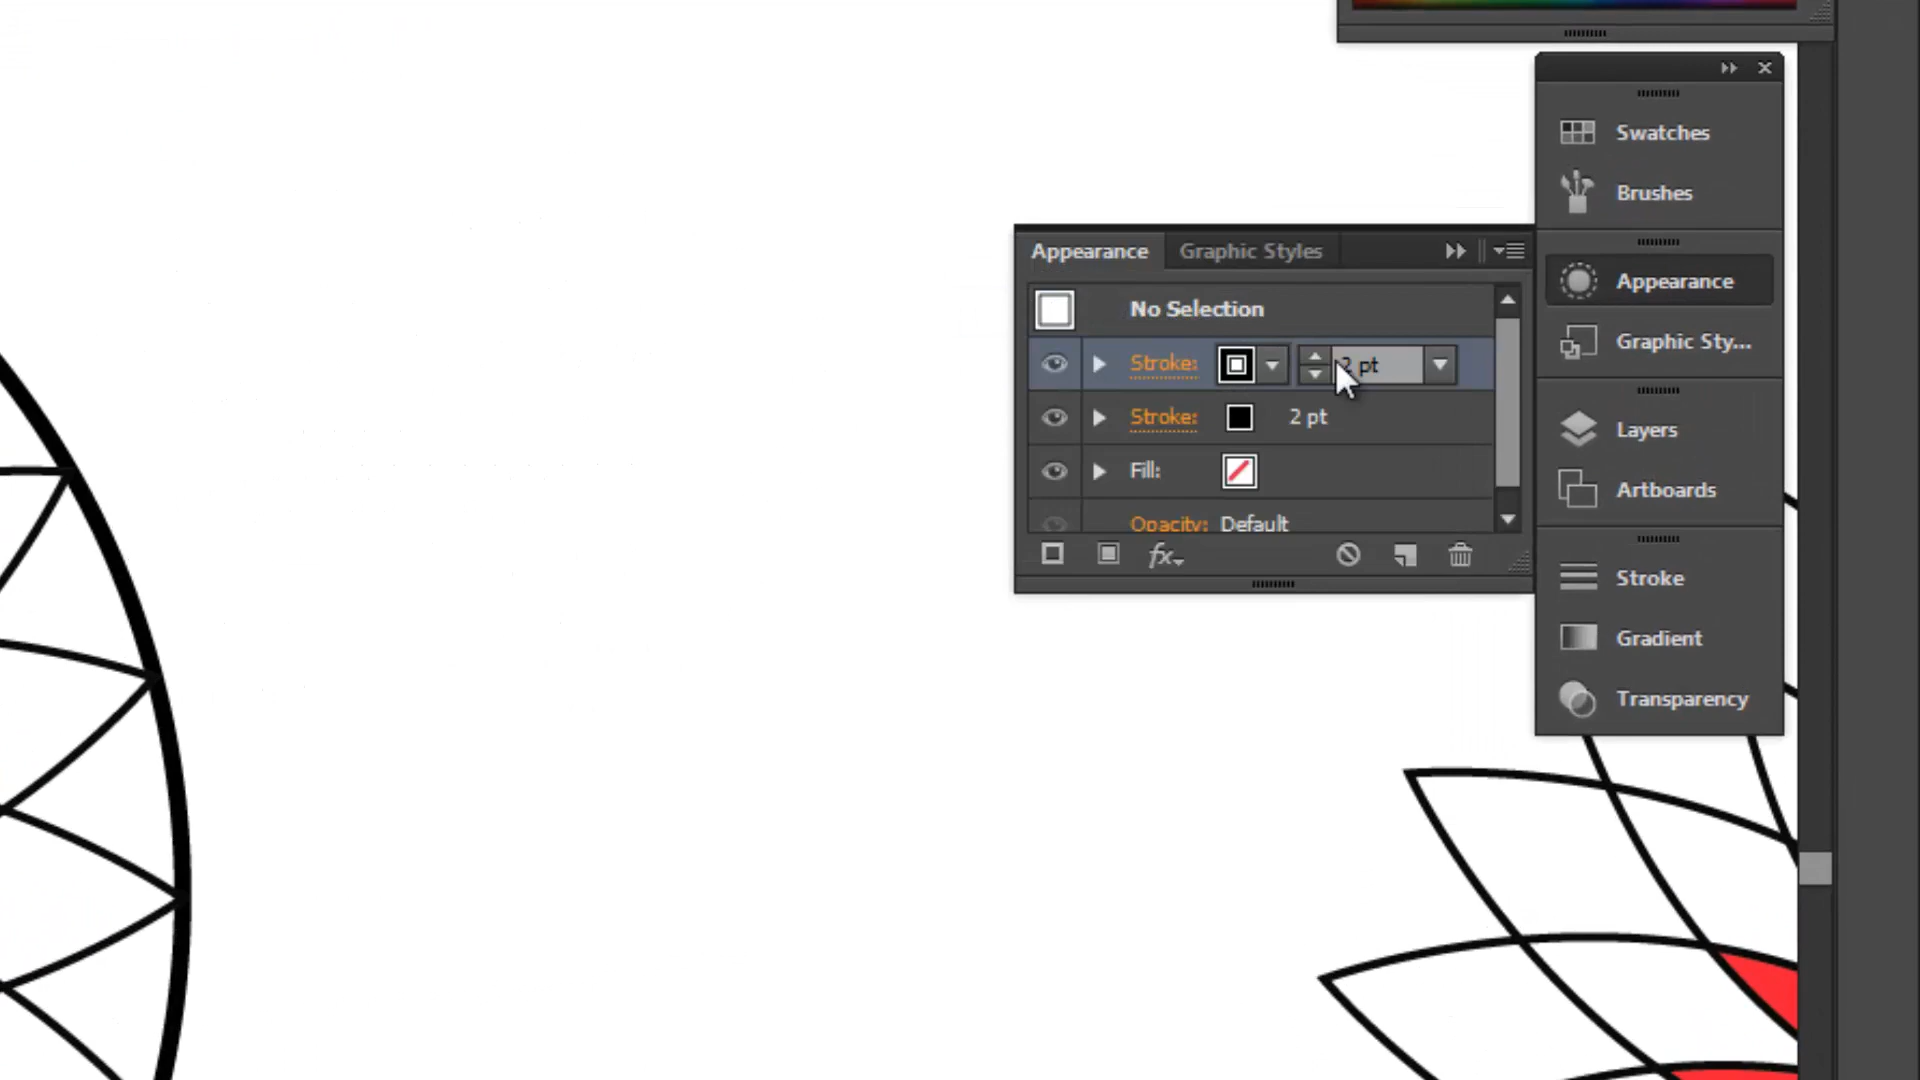 Swatches
Brushes
Appearance
Graphic Sty...
Layers
Artboards
Stroke
Gradient
Transparency
Appearance Graphic Styles
No Selection
Stroke: 2 pt
Stroke: 2 pt
Fill:
Opacity: Default
fx